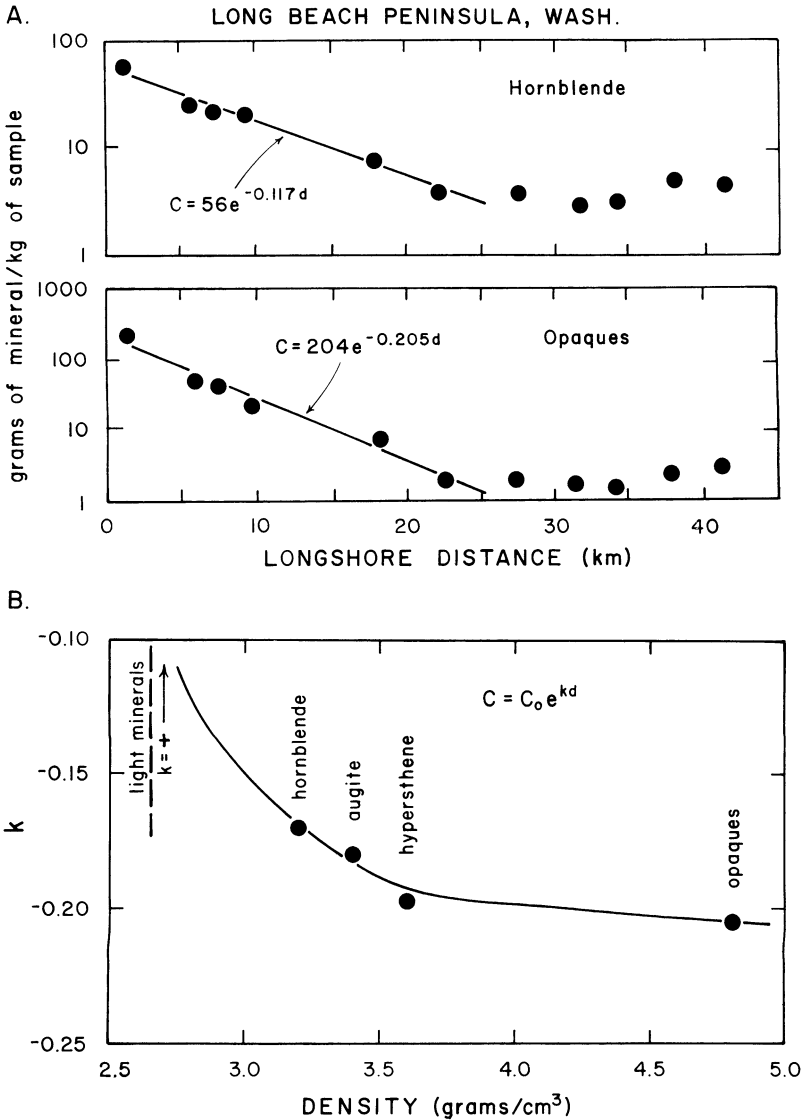 A.
LONG BEACH PENINSULA, WASH.
grams of mineral/kg of sample
100
10
1
Hornblende
C=56e^-0.117d
1000
100
10
1
Opaques
C=204e^-0.205d
0
10
20
30
40
LONGSHORE DISTANCE (km)
B.
-0.10
-0.15
-0.20
-0.25
k
light minerals
k=+
hornblende
augite
hypersthene
opaques
C=C₀e^kd
2.5
3.0
3.5
4.0
4.5
5.0
DENSITY (grams/cm³)